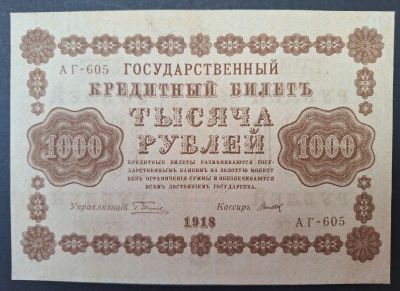 АГ-605
ГОСУДАРСТВЕННЫЙ
КРЕДИТНЫЙ БИЛЕТЪ
ТЫСЯЧА
РУБЛЕЙ
1000
1000
КРЕДИТНЫЕ БИЛЕТЫ РАЗМѢНИВАЮТСЯ ГОСУ-
ДАРСТВЕННЫМЪ БАНКОМЪ НА ЗОЛОТУЮ МОНЕТУ
БЕЗЪ ОГРАНИЧЕНІЯ СУММЫ И ОБЕЗПЕЧИВАЮТСЯ
ВСѢМЪ ДОСТОЯНІЕМЪ ГОСУДАРСТВА.
Управляющій
Кассиръ
1918
АГ-605